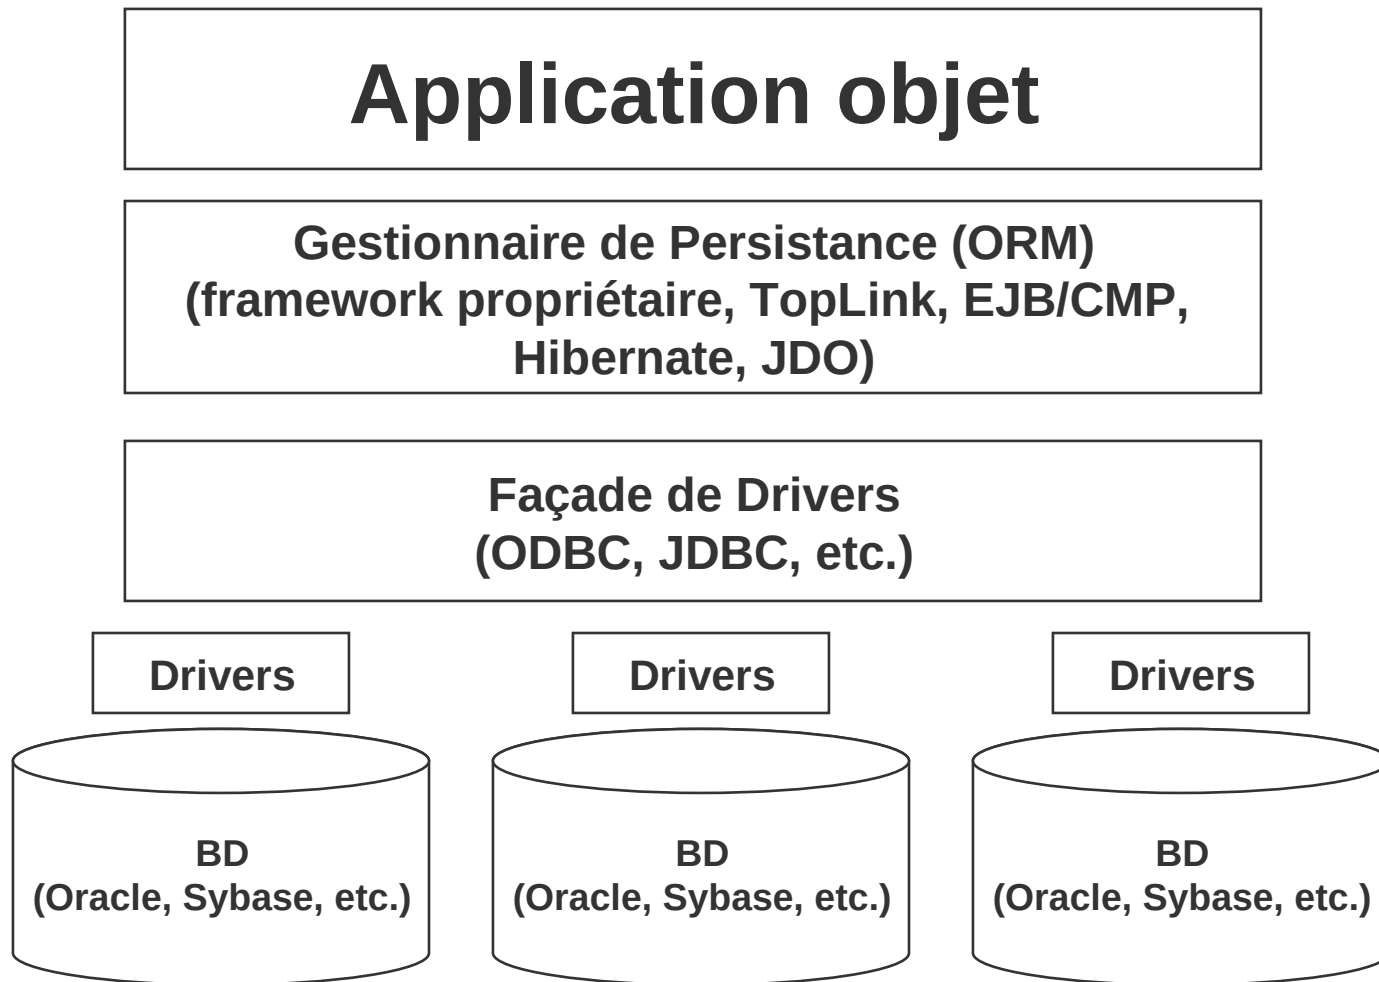 Application objet
Gestionnaire de Persistance (ORM)
(framework propriétaire, TopLink, EJB/CMP,
Hibernate, JDO)
Façade de Drivers
(ODBC, JDBC, etc.)
Drivers
Drivers
Drivers
BD
(Oracle, Sybase, etc.)
BD
(Oracle, Sybase, etc.)
BD
(Oracle, Sybase, etc.)